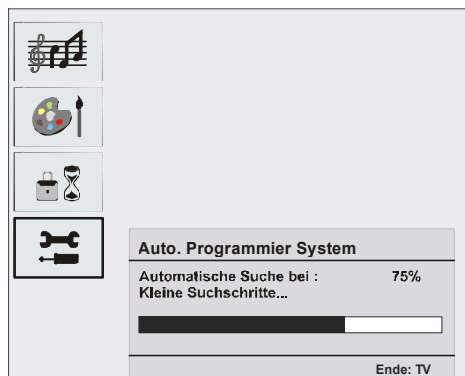 Auto. Programmier System
Automatische Suche bei : 75%
Kleine Suchschritte...
Ende: TV